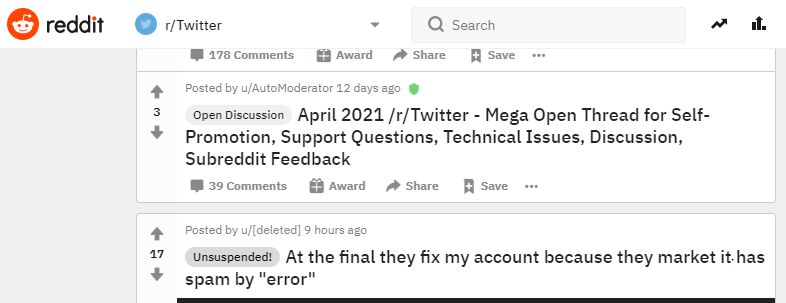 reddit
r/Twitter
Search
178 Comments Award Share Save
Posted by u/AutoModerator 12 days ago
3
Open Discussion April 2021 /r/Twitter - Mega Open Thread for Self-
Promotion, Support Questions, Technical Issues, Discussion,
Subreddit Feedback
39 Comments Award Share Save ...
Posted by u/[deleted] 9 hours ago
17
Unsuspended! At the final they fix my account because they market it has
spam by "error"